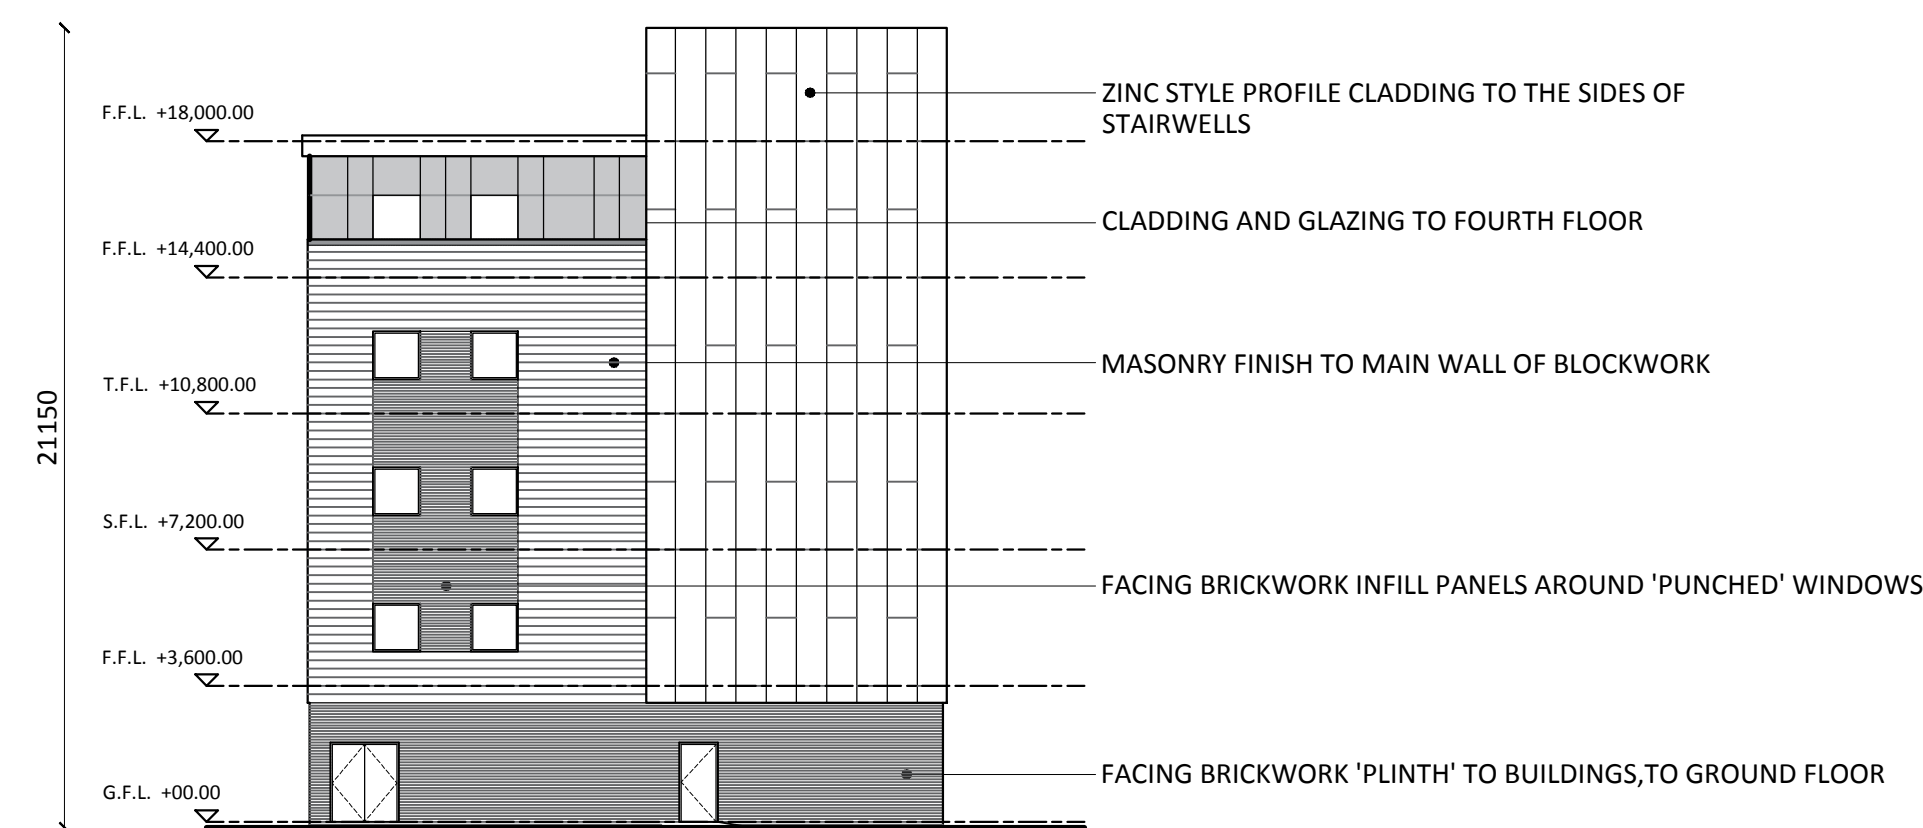 ZINC STYLE PROFILE CLADDING TO THE SIDES OF
STAIRWELLS
F.F.L. +18,000.00
CLADDING AND GLAZING TO FOURTH FLOOR
F.F.L. +14,400.00
MASONRY FINISH TO MAIN WALL OF BLOCKWORK
T.F.L. +10,800.00
21150
S.F.L. +7,200.00
FACING BRICKWORK INFILL PANELS AROUND 'PUNCHED' WINDOWS
F.F.L. +3,600.00
FACING BRICKWORK 'PLINTH' TO BUILDINGS,TO GROUND FLOOR
G.F.L. +00.00